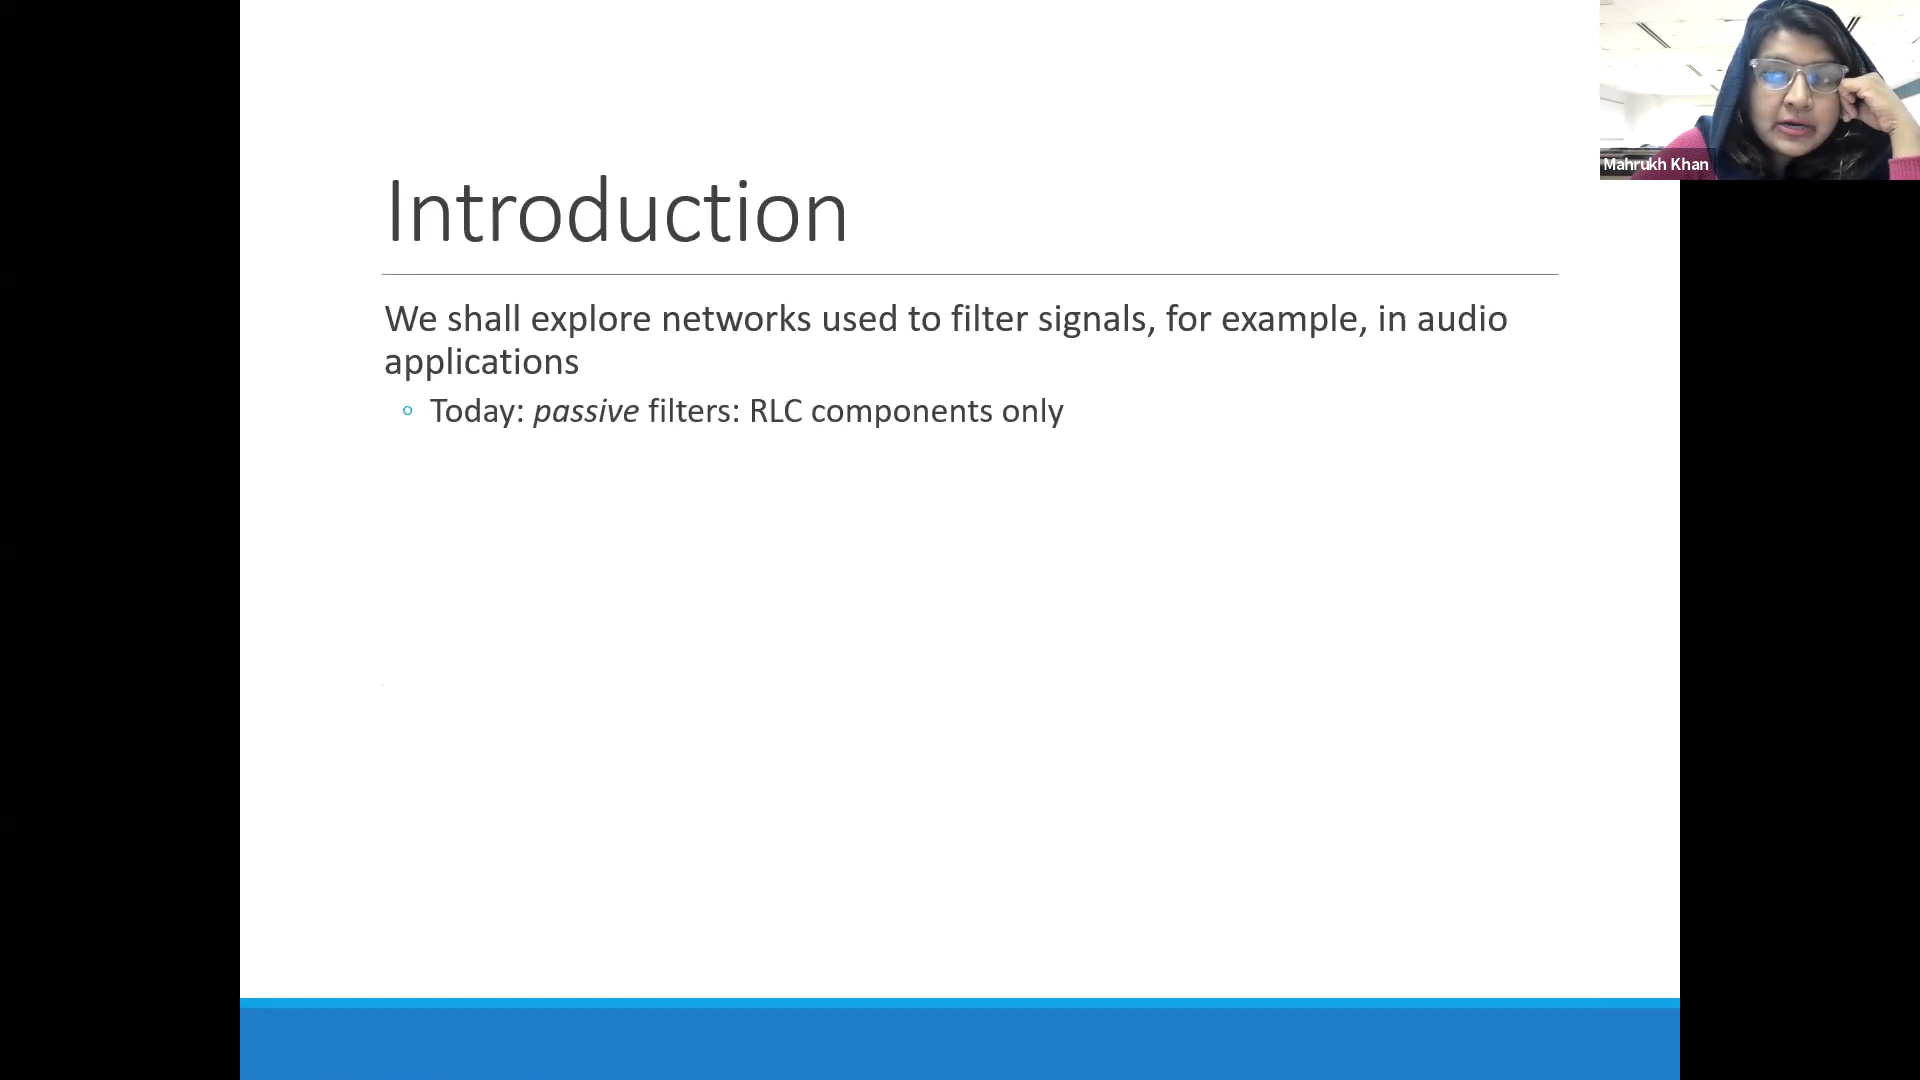 Mahrukh Khan
Introduction
We shall explore networks used to filter signals, for example, in audio
applications
◦ Today: passive filters: RLC components only